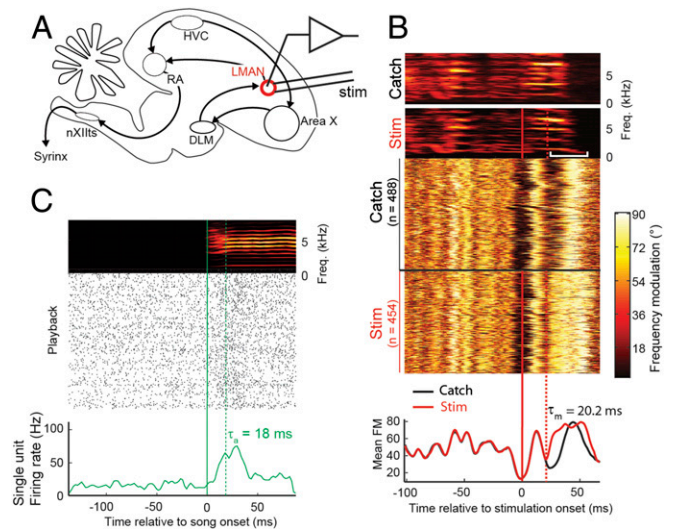 A
HVC
RA
LMAN
stim
Area X
DLM
nXIIts
Syrinx
B
Catch
5
0
Freq. (kHz)
Stim
5
0
Catch
(n = 488)
Stim
(n = 454)
90
72
54
36
18
Frequency modulation (°)
Catch
Stim
τm = 20.2 ms
Mean FM
80
60
40
20
-100
-50
0
50
Time relative to stimulation onset (ms)
C
5
0
Freq. (kHz)
Playback
τa = 18 ms
Single unit
Firing rate (Hz)
100
50
0
-100
-50
0
50
Time relative to song onset (ms)